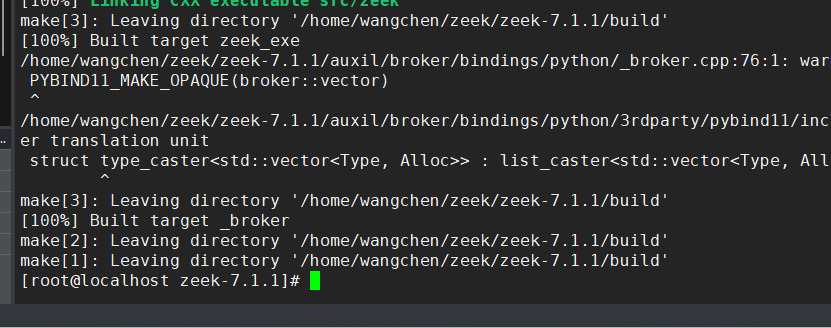 [100%] Linking CXX executable src/zeek
make[3]: Leaving directory '/home/wangchen/zeek/zeek-7.1.1/build'
[100%] Built target zeek_exe
/home/wangchen/zeek/zeek-7.1.1/auxil/broker/bindings/python/_broker.cpp:76:1: war
 PYBIND11_MAKE_OPAQUE(broker::vector)
 ^
/home/wangchen/zeek/zeek-7.1.1/auxil/broker/bindings/python/3rdparty/pybind11/inc
er translation unit
 struct type_caster<std::vector<Type, Alloc>> : list_caster<std::vector<Type, All
        ^
make[3]: Leaving directory '/home/wangchen/zeek/zeek-7.1.1/build'
[100%] Built target _broker
make[2]: Leaving directory '/home/wangchen/zeek/zeek-7.1.1/build'
make[1]: Leaving directory '/home/wangchen/zeek/zeek-7.1.1/build'
[root@localhost zeek-7.1.1]#